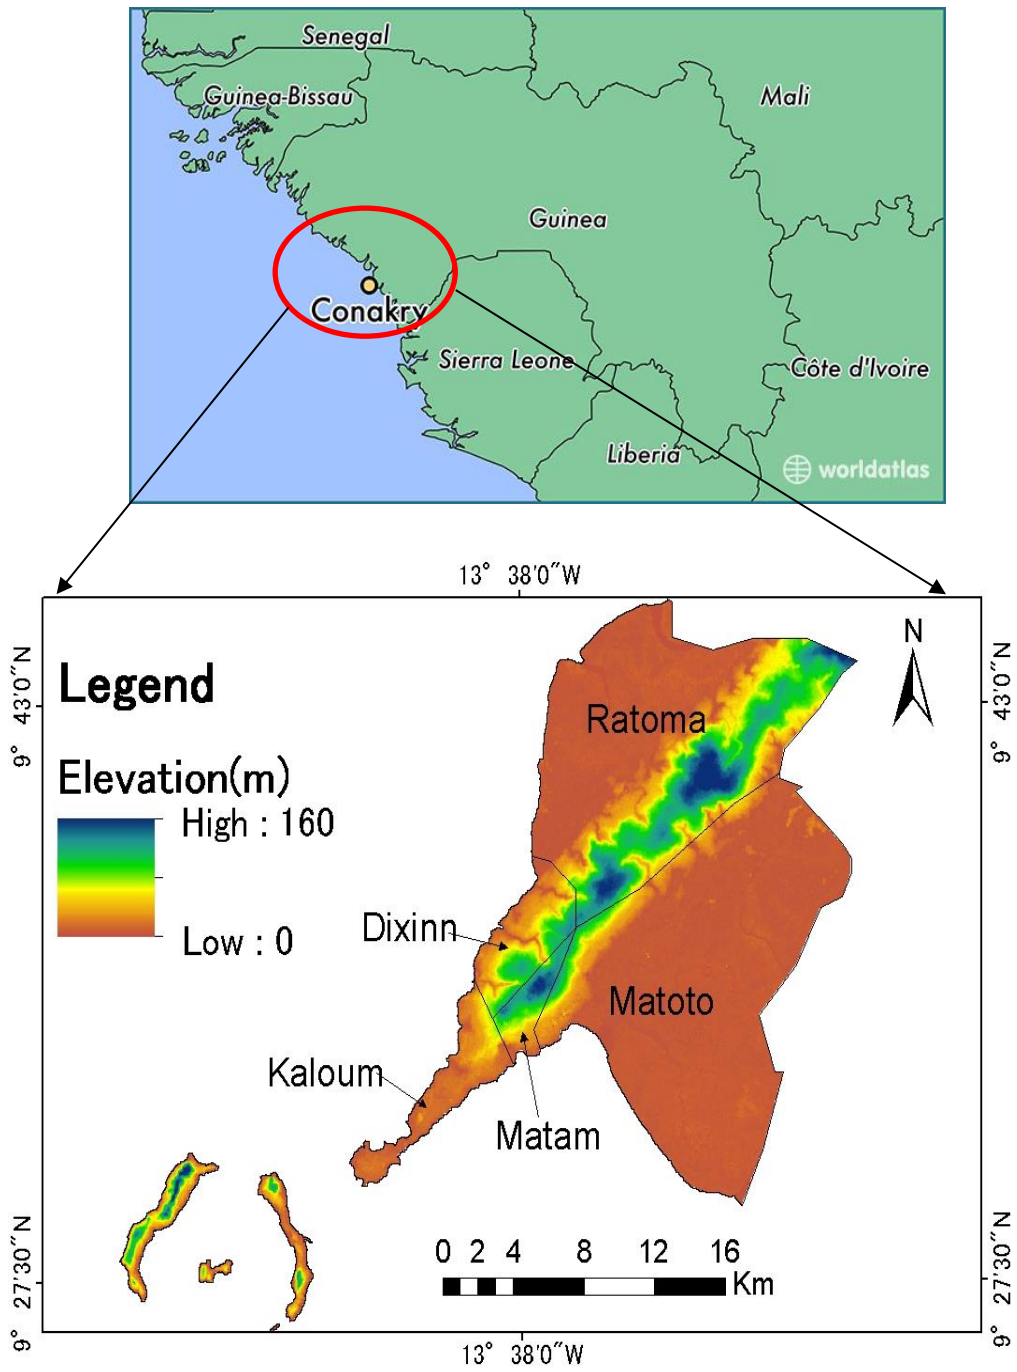 Senegal
Guinea-Bissau
Mali
Guinea
Conakry
Sierra Leone
Côte d'Ivoire
Liberia
worldatlas
13° 38'0"W
N
9° 43'0"N
9° 43'0"N
Legend
Ratoma
Elevation(m)
High : 160
Low : 0
Dixinn
Matoto
Kaloum
Matam
9° 27'30"N
9° 27'30"N
0 2 4 8 12 16
Km
13° 38'0"W